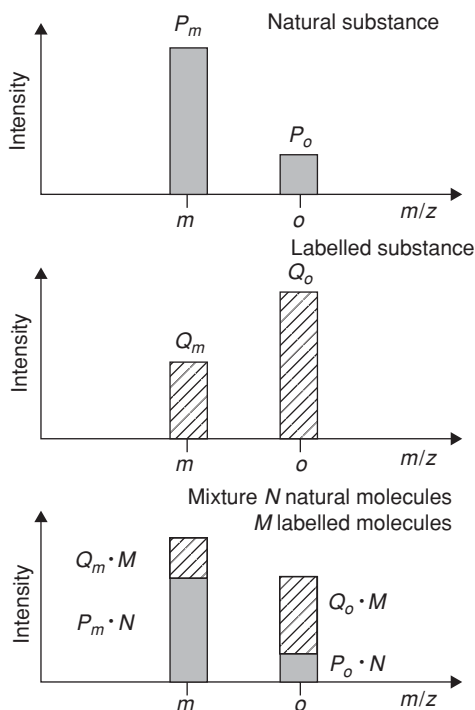 P_m
Natural substance
Intensity
P_o
m
o
m/z
Labelled substance
Q_o
Intensity
Q_m
m
o
m/z
Mixture N natural molecules
M labelled molecules
Intensity
Q_m · M
Q_o · M
P_m · N
P_o · N
m
o
m/z